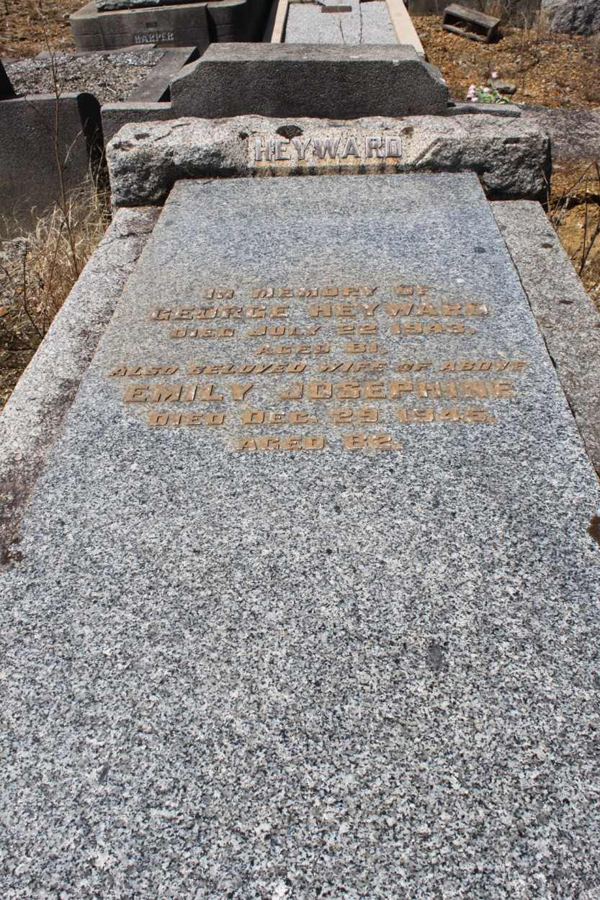 HARPER
HEYWARD
IN MEMORY OF
GEORGE HEYWARD
DIED JULY 22 1943,
AGED 81,
ALSO BELOVED WIFE OF ABOVE
EMILY JOSEPHINE
DIED DEC. 29 1945.
AGED 82.